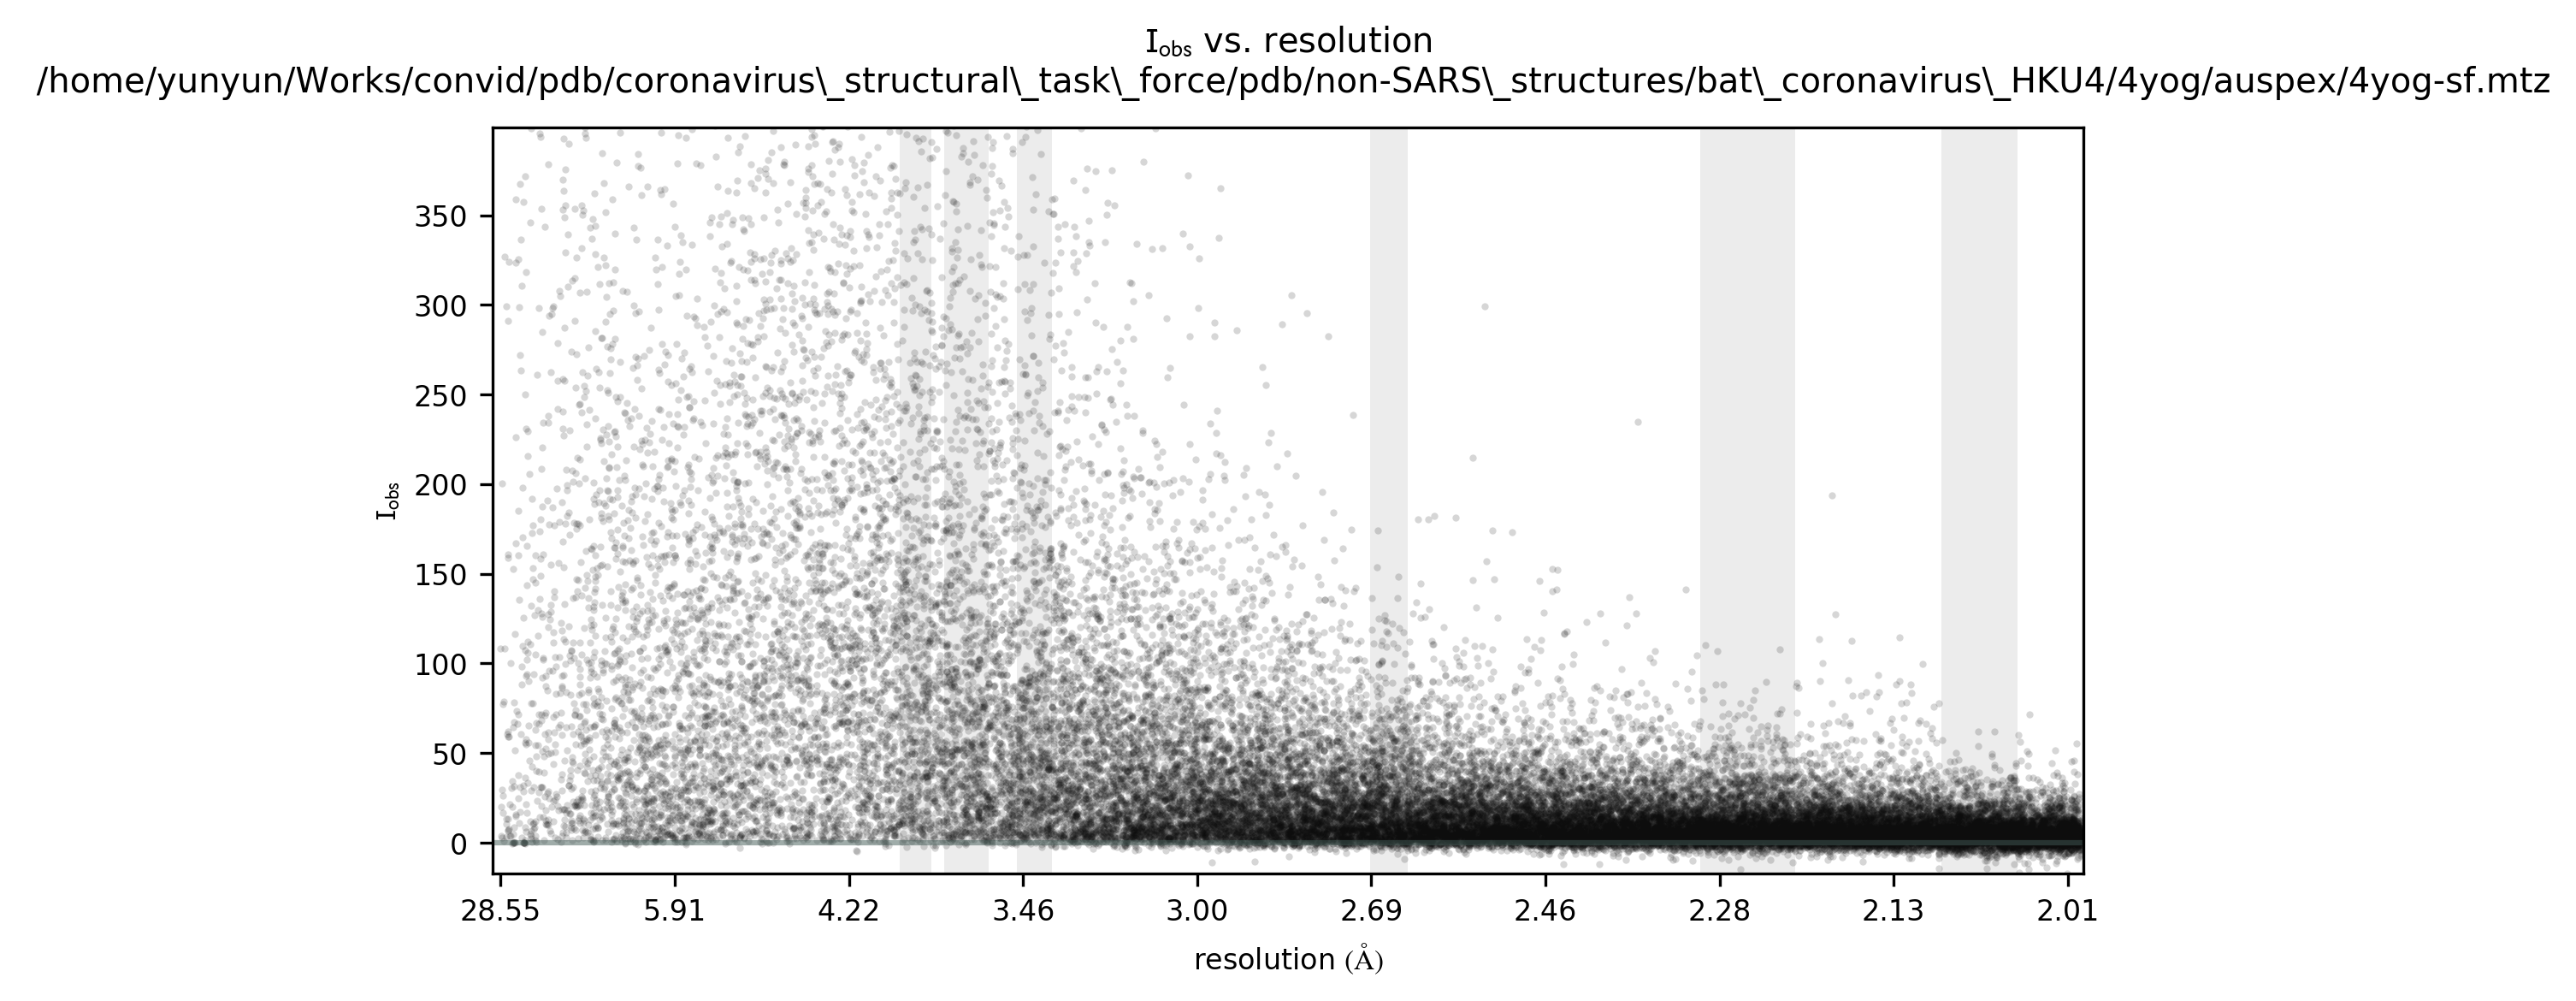 I_obs vs. resolution
/home/yunyun/Works/convid/pdb/coronavirus\_structural\_task\_force/pdb/non-SARS\_structures/bat\_coronavirus\_HKU4/4yog/auspex/4yog-sf.mtz
350
300
250
200
150
100
50
0
I_obs
28.55 5.91 4.22 3.46 3.00 2.69 2.46 2.28 2.13 2.01
resolution (Å)